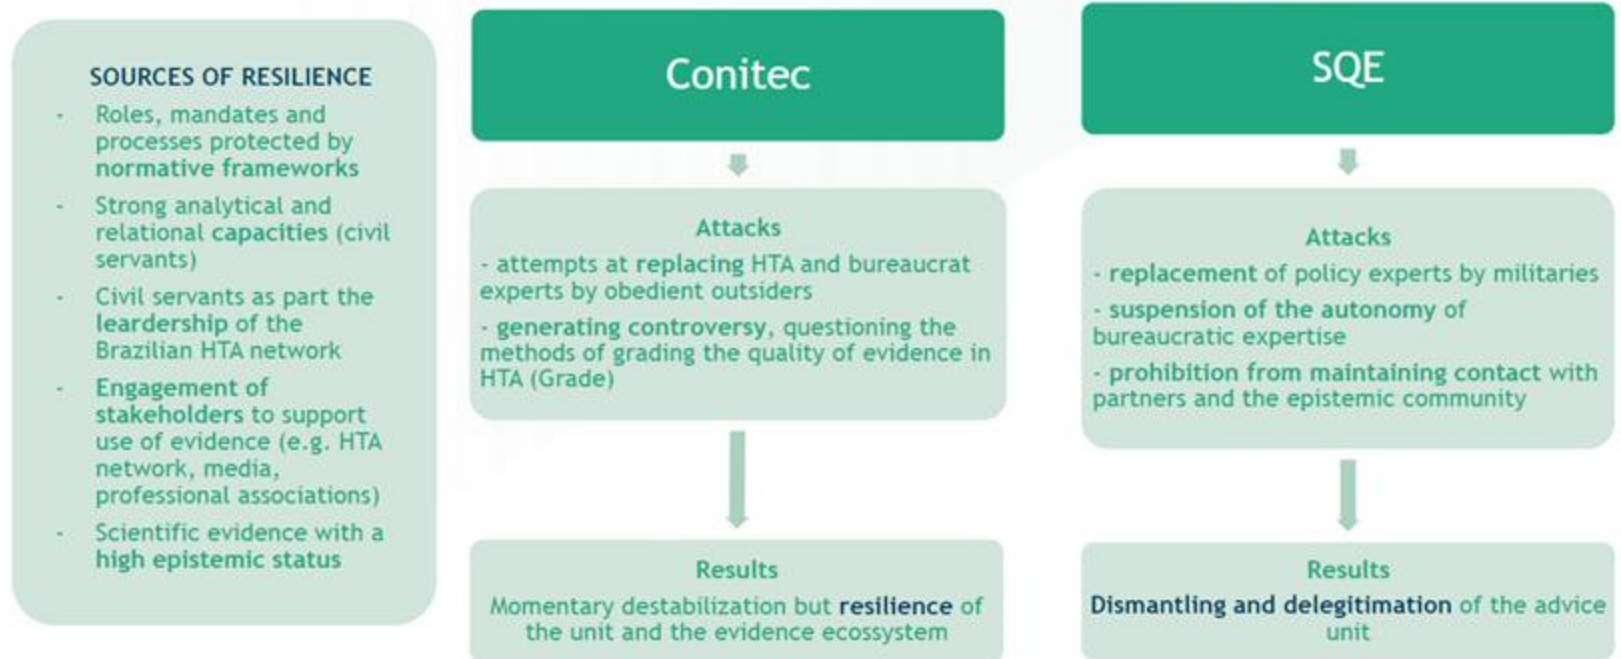 SOURCES OF RESILIENCE
- Roles, mandates and
processes protected by
normative frameworks
- Strong analytical and
relational capacities (civil
servants)
- Civil servants as part the
leardership of the
Brazilian HTA network
- Engagement of
stakeholders to support
use of evidence (e.g. HTA
network, media,
professional associations)
- Scientific evidence with a
high epistemic status
Conitec
Attacks
- attempts at replacing HTA and bureaucrat
experts by obedient outsiders
- generating controversy, questioning the
methods of grading the quality of evidence in
HTA (Grade)
Results
Momentary destabilization but resilience of
the unit and the evidence ecosystem
SQE
Attacks
- replacement of policy experts by militaries
- suspension of the autonomy of
bureaucratic expertise
- prohibition from maintaining contact with
partners and the epistemic community
Results
Dismantling and delegitimation of the advice
unit